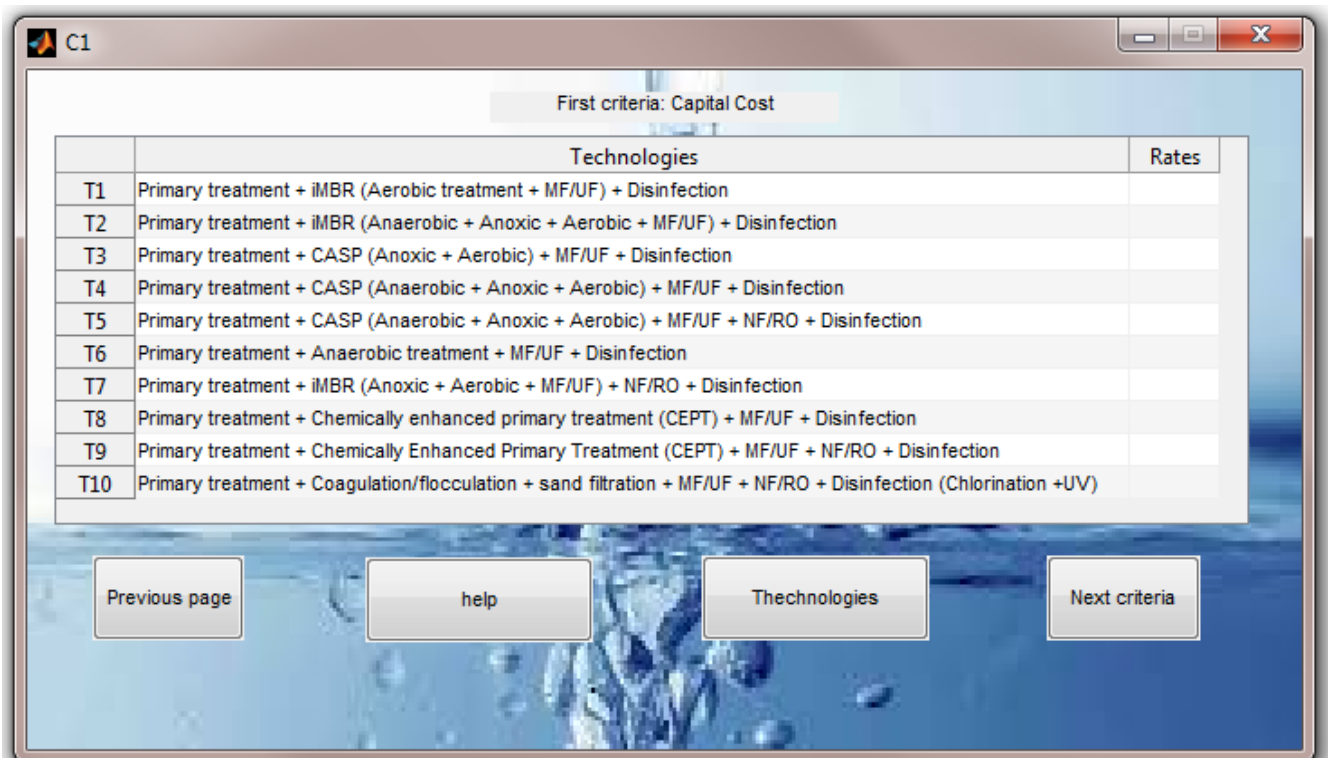 C1
First criteria: Capital Cost
Technologies Rates
T1 Primary treatment + iMBR (Aerobic treatment + MF/UF) + Disinfection
T2 Primary treatment + iMBR (Anaerobic + Anoxic + Aerobic + MF/UF) + Disinfection
T3 Primary treatment + CASP (Anoxic + Aerobic) + MF/UF + Disinfection
T4 Primary treatment + CASP (Anaerobic + Anoxic + Aerobic) + MF/UF + Disinfection
T5 Primary treatment + CASP (Anaerobic + Anoxic + Aerobic) + MF/UF + NF/RO + Disinfection
T6 Primary treatment + Anaerobic treatment + MF/UF + Disinfection
T7 Primary treatment + iMBR (Anoxic + Aerobic + MF/UF) + NF/RO + Disinfection
T8 Primary treatment + Chemically enhanced primary treatment (CEPT) + MF/UF + Disinfection
T9 Primary treatment + Chemically Enhanced Primary Treatment (CEPT) + MF/UF + NF/RO + Disinfection
T10 Primary treatment + Coagulation/flocculation + sand filtration + MF/UF + NF/RO + Disinfection (Chlorination +UV)
Previous page help Thechnologies Next criteria